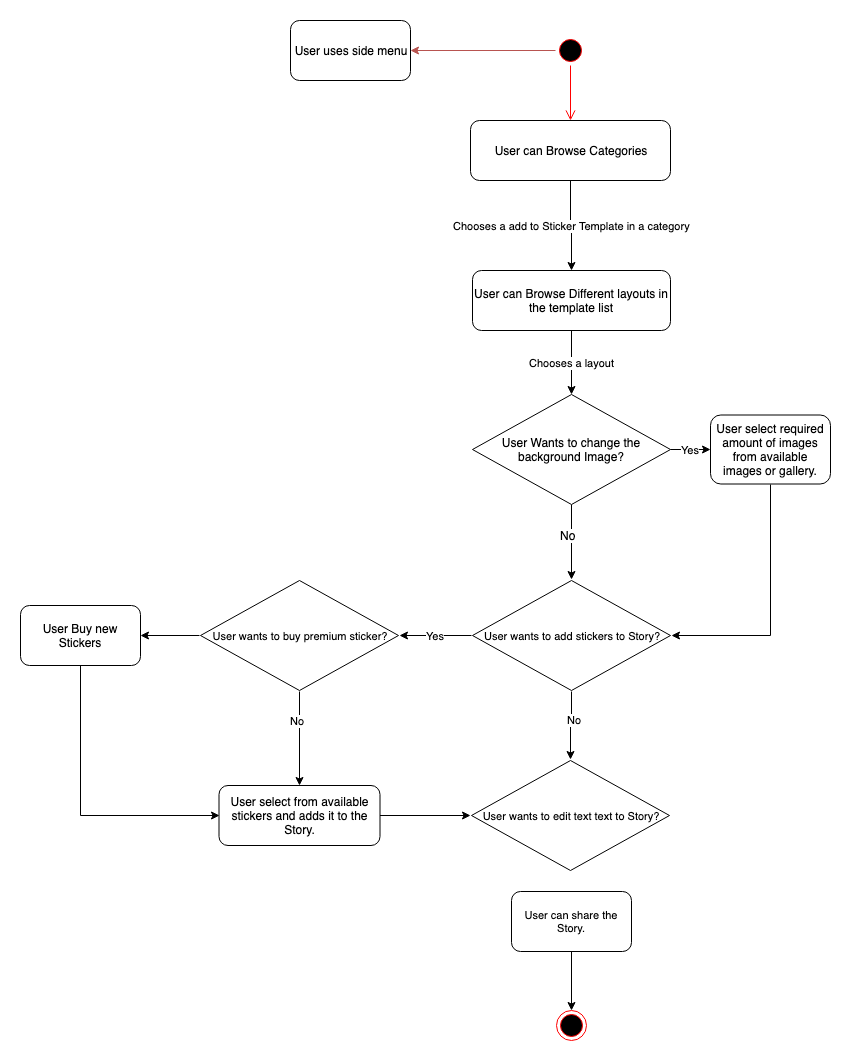 User uses side menu
User can Browse Categories
Chooses a add to Sticker Template in a category
User can Browse Different layouts in
the template list
Chooses a layout
User Wants to change the
background Image?
Yes
User select required
amount of images
from available
images or gallery.
No
User Buy new
Stickers
User wants to buy premium sticker?
Yes
User wants to add stickers to Story?
No
No
User select from available
stickers and adds it to the
Story.
User wants to edit text text to Story?
User can share the
Story.